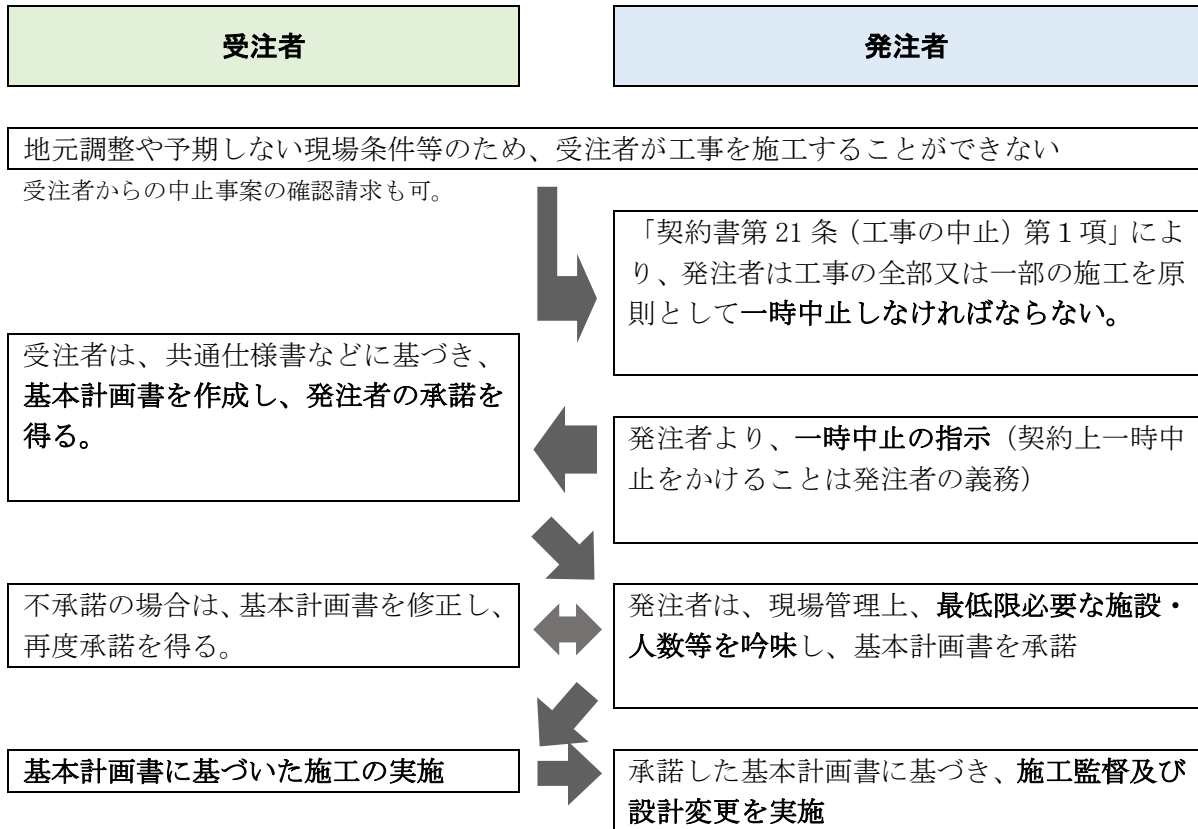 受注者
発注者
地元調整や予期しない現場条件等のため、受注者が工事を施工することができない
受注者からの中止事案の確認請求も可。
「契約書第 21 条（工事の中止）第１項」によ
り、発注者は工事の全部又は一部の施工を原
則として一時中止しなければならない。
受注者は、共通仕様書などに基づき、
基本計画書を作成し、発注者の承諾を
得る。
発注者より、一時中止の指示（契約上一時中
止をかけることは発注者の義務）
不承諾の場合は、基本計画書を修正し、
再度承諾を得る。
発注者は、現場管理上、最低限必要な施設・
人数等を吟味し、基本計画書を承諾
基本計画書に基づいた施工の実施
承諾した基本計画書に基づき、施工監督及び
設計変更を実施